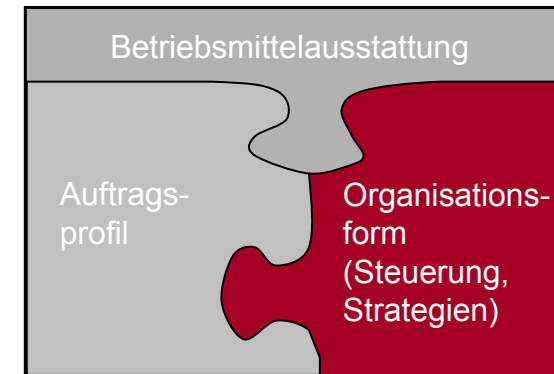 Betriebsmittelausstattung
Auftrags-
profil
Organisations-
form
(Steuerung,
Strategien)